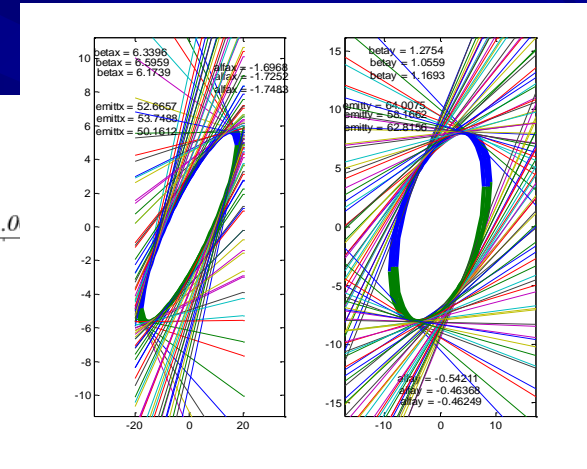 betax = 6.3396
betax = 6.5959
betax = 6.1739
alfax = -1.6968
alfax = -1.7252
alfax = -1.7483
emittx = 52.6657
emittx = 53.7488
emittx = 50.1612
10
8
6
4
2
0
-2
-4
-6
-8
-10
-20 0 20
.0
betay = 1.2754
betay = 1.0559
betay = 1.1693
emitty = 64.0075
emitty = 58.1662
emitty = 62.8156
15
10
5
0
-5
-10
-15
alfay = -0.54211
alfay = -0.46368
alfay = -0.46249
-10 0 10